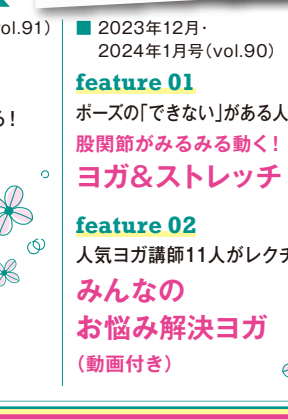 vol.91)
■ 2023年12月・
2024年1月号(vol.90)
feature 01
ポーズの「できない」がある人
股関節がみるみる動く!
ヨガ&ストレッチ
feature 02
人気ヨガ講師11人がレクチ
みんなの
お悩み解決ヨガ
(動画付き)